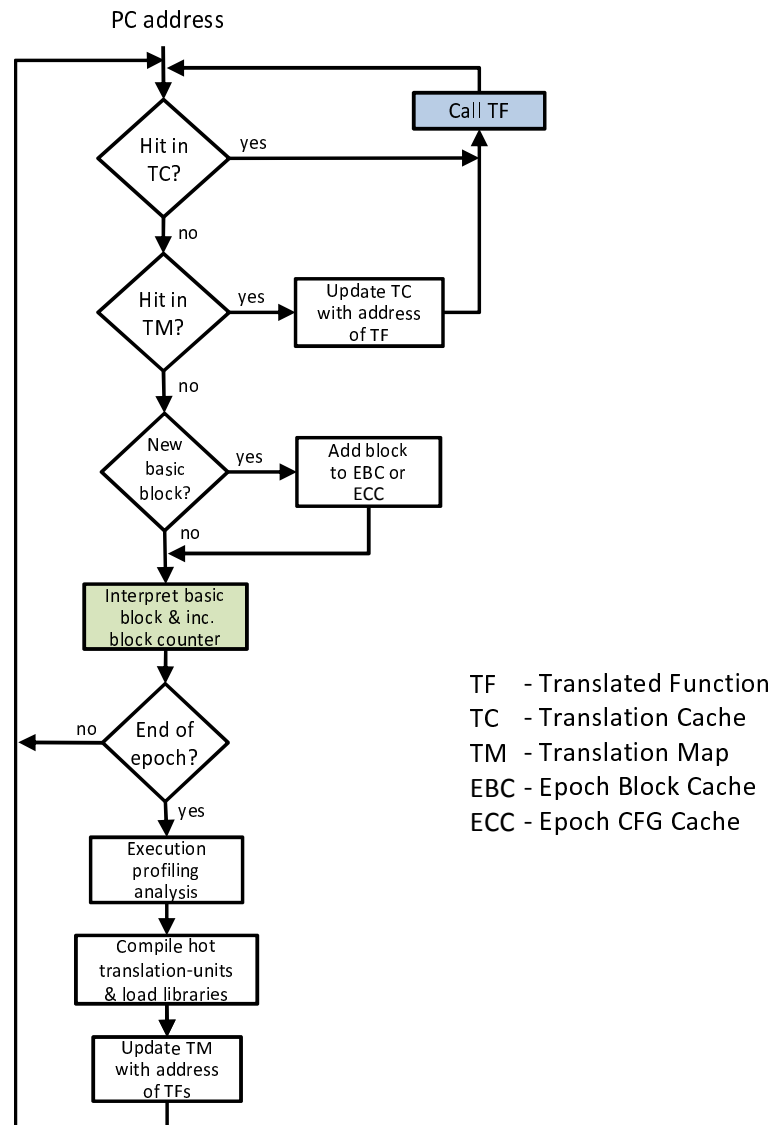 PC address
Call TF
Hit in
TC?
yes
no
Hit in
TM?
yes
Update TC
with address
of TF
no
New
basic
block?
yes
Add block
to EBC or
ECC
no
Interpret basic
block & inc.
block counter
TF - Translated Function
TC - Translation Cache
TM - Translation Map
EBC - Epoch Block Cache
ECC - Epoch CFG Cache
End of
epoch?
no
yes
Execution
profiling
analysis
Compile hot
translation-units
& load libraries
Update TM
with address
of TFs